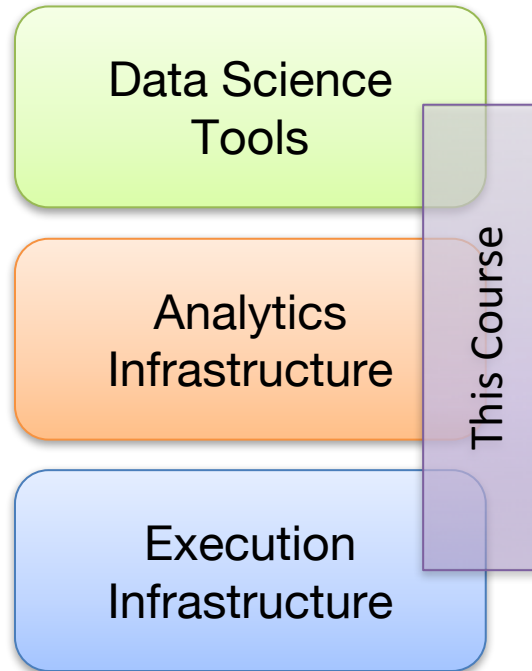 Data Science
Tools
Analytics
Infrastructure
Execution
Infrastructure
This Course